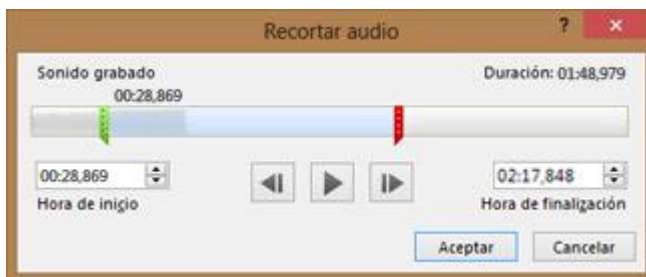 Recortar audio
?
Sonido grabado
Duración: 01:48,979
00:28,869
00:28,869
02:17,848
Hora de inicio
Hora de finalización
Aceptar
Cancelar